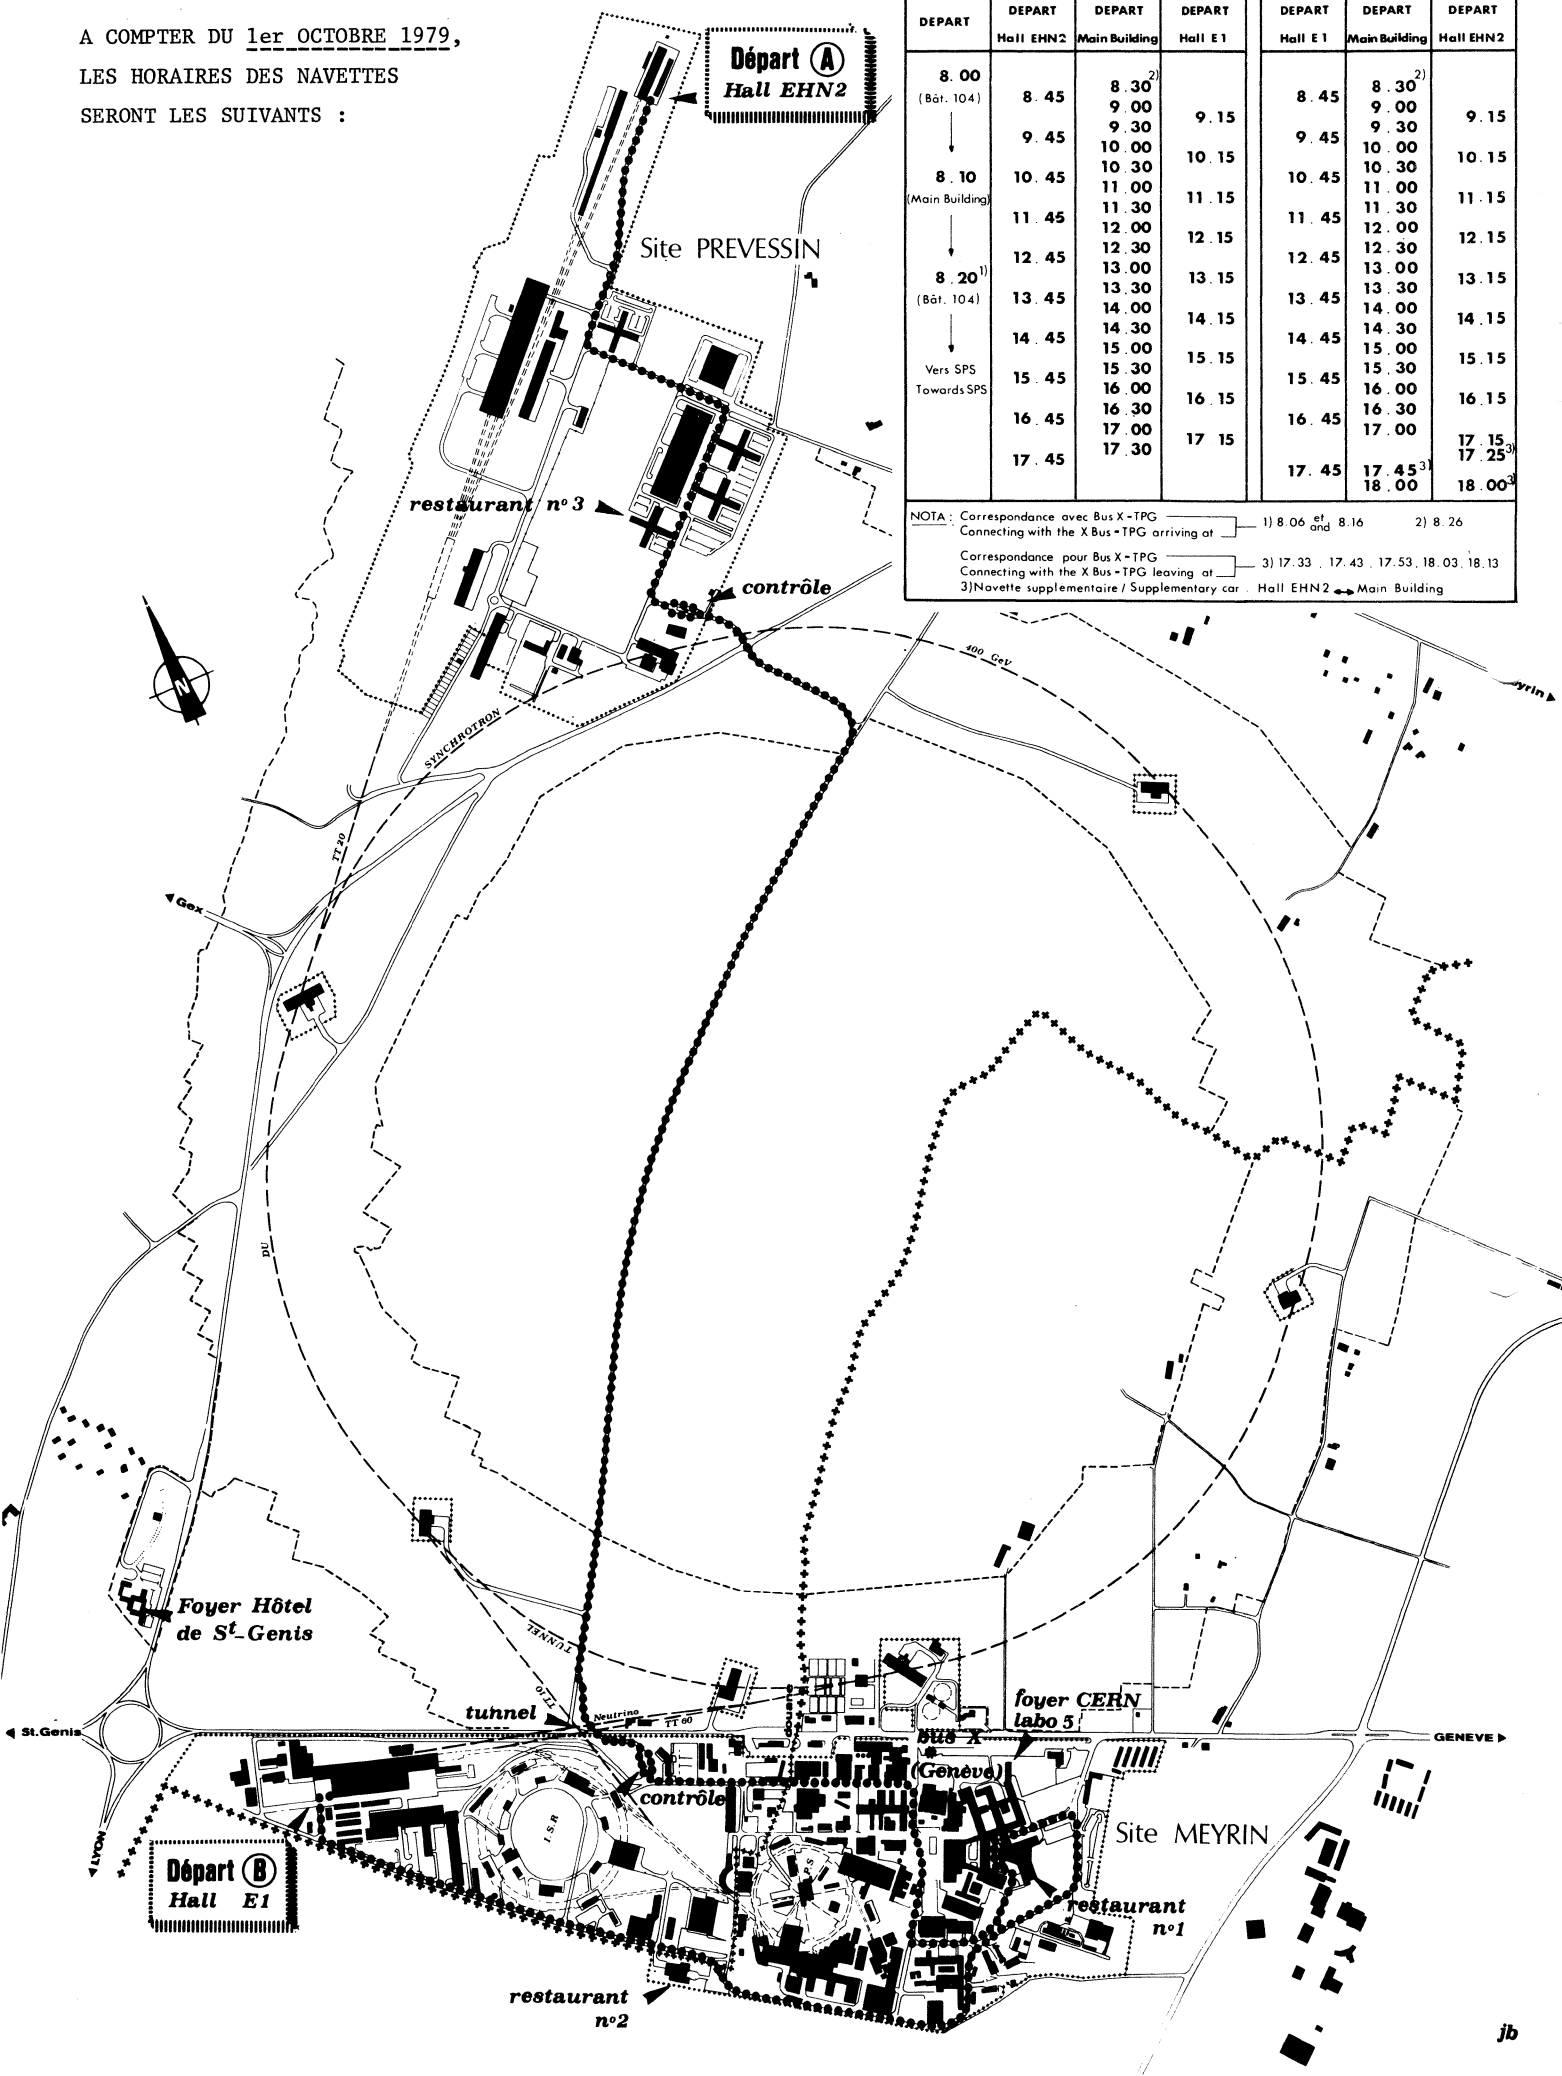 A COMPTER DU 1er OCTOBRE 1979,
LES HORAIRES DES NAVETTES
SERONT LES SUIVANTS :
Départ A
Hall EHN2
DEPART
DEPART
Hall EHN2
DEPART
Main Building
DEPART
Hall E1
DEPART
Hall E1
DEPART
Main Building
DEPART
Hall EHN2
8.00
(Bât. 104)
8.10
(Main Building)
8.20 1)
(Bât. 104)
Vers SPS
Towards SPS
8.45
9.45
10.45
11.45
12.45
13.45
14.45
15.45
16.45
17.45
8.30 2)
9.00
9.30
10.00
10.30
11.00
11.30
12.00
12.30
13.00
13.30
14.00
14.30
15.00
15.30
16.00
16.30
17.00
17.30
9.15
10.15
11.15
12.15
13.15
14.15
15.15
16.15
17 15
8.45
9.45
10.45
11.45
12.45
13.45
14.45
15.45
16.45
17.45
8.30 2)
9.00
9.30
10.00
10.30
11.00
11.30
12.00
12.30
13.00
13.30
14.00
14.30
15.00
15.30
16.00
16.30
17.00
17.45 3)
18.00
9.15
10.15
11.15
12.15
13.15
14.15
15.15
16.15
17.15
17.25 3)
18.00 3)
NOTA : Correspondance avec Bus X-TPG
Connecting with the X Bus-TPG arriving at
1) 8.06 et and 8.16 2) 8.26
Correspondance pour Bus X-TPG
Connecting with the X Bus-TPG leaving at
3) 17.33 . 17.43 . 17.53. 18.03. 18.13
3) Navette supplementaire / Supplementary car . Hall EHN2 ↔ Main Building
Site PREVESSIN
restaurant nº 3
contrôle
N
400 GeV
yrin
SYNCHROTRON
TT 20
Gex
DU
Foyer Hôtel
de St-Genis
TUNNEL
TT10
tunnel
Neutrino
TT 60
douane
foyer CERN
labo 5
St.Genis
bus X
(Genève)
GENEVE
contrôle
I.S.R
P.S
Site MEYRIN
LYON
Départ B
Hall E1
restaurant
nº1
restaurant
nº2
jb